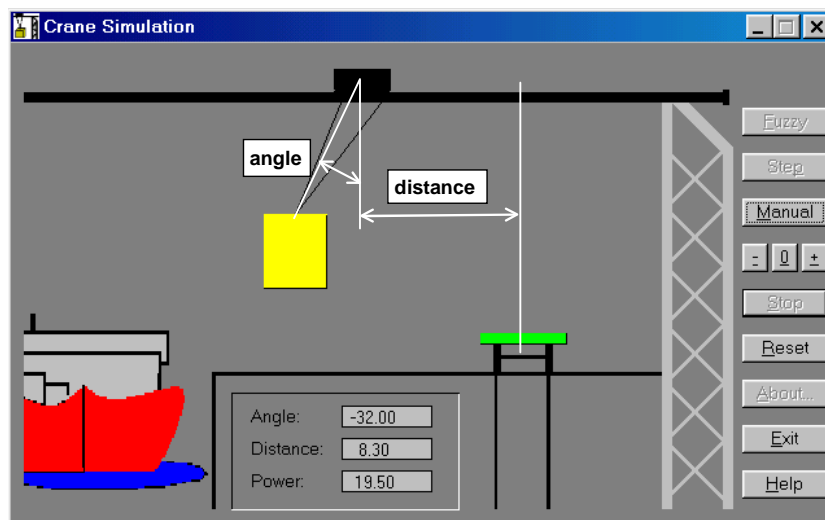 Crane Simulation
angle
distance
Fuzzy
Step
Manual
- 0 +
Stop
Reset
About...
Exit
Help
Angle: -32.00
Distance: 8.30
Power: 19.50